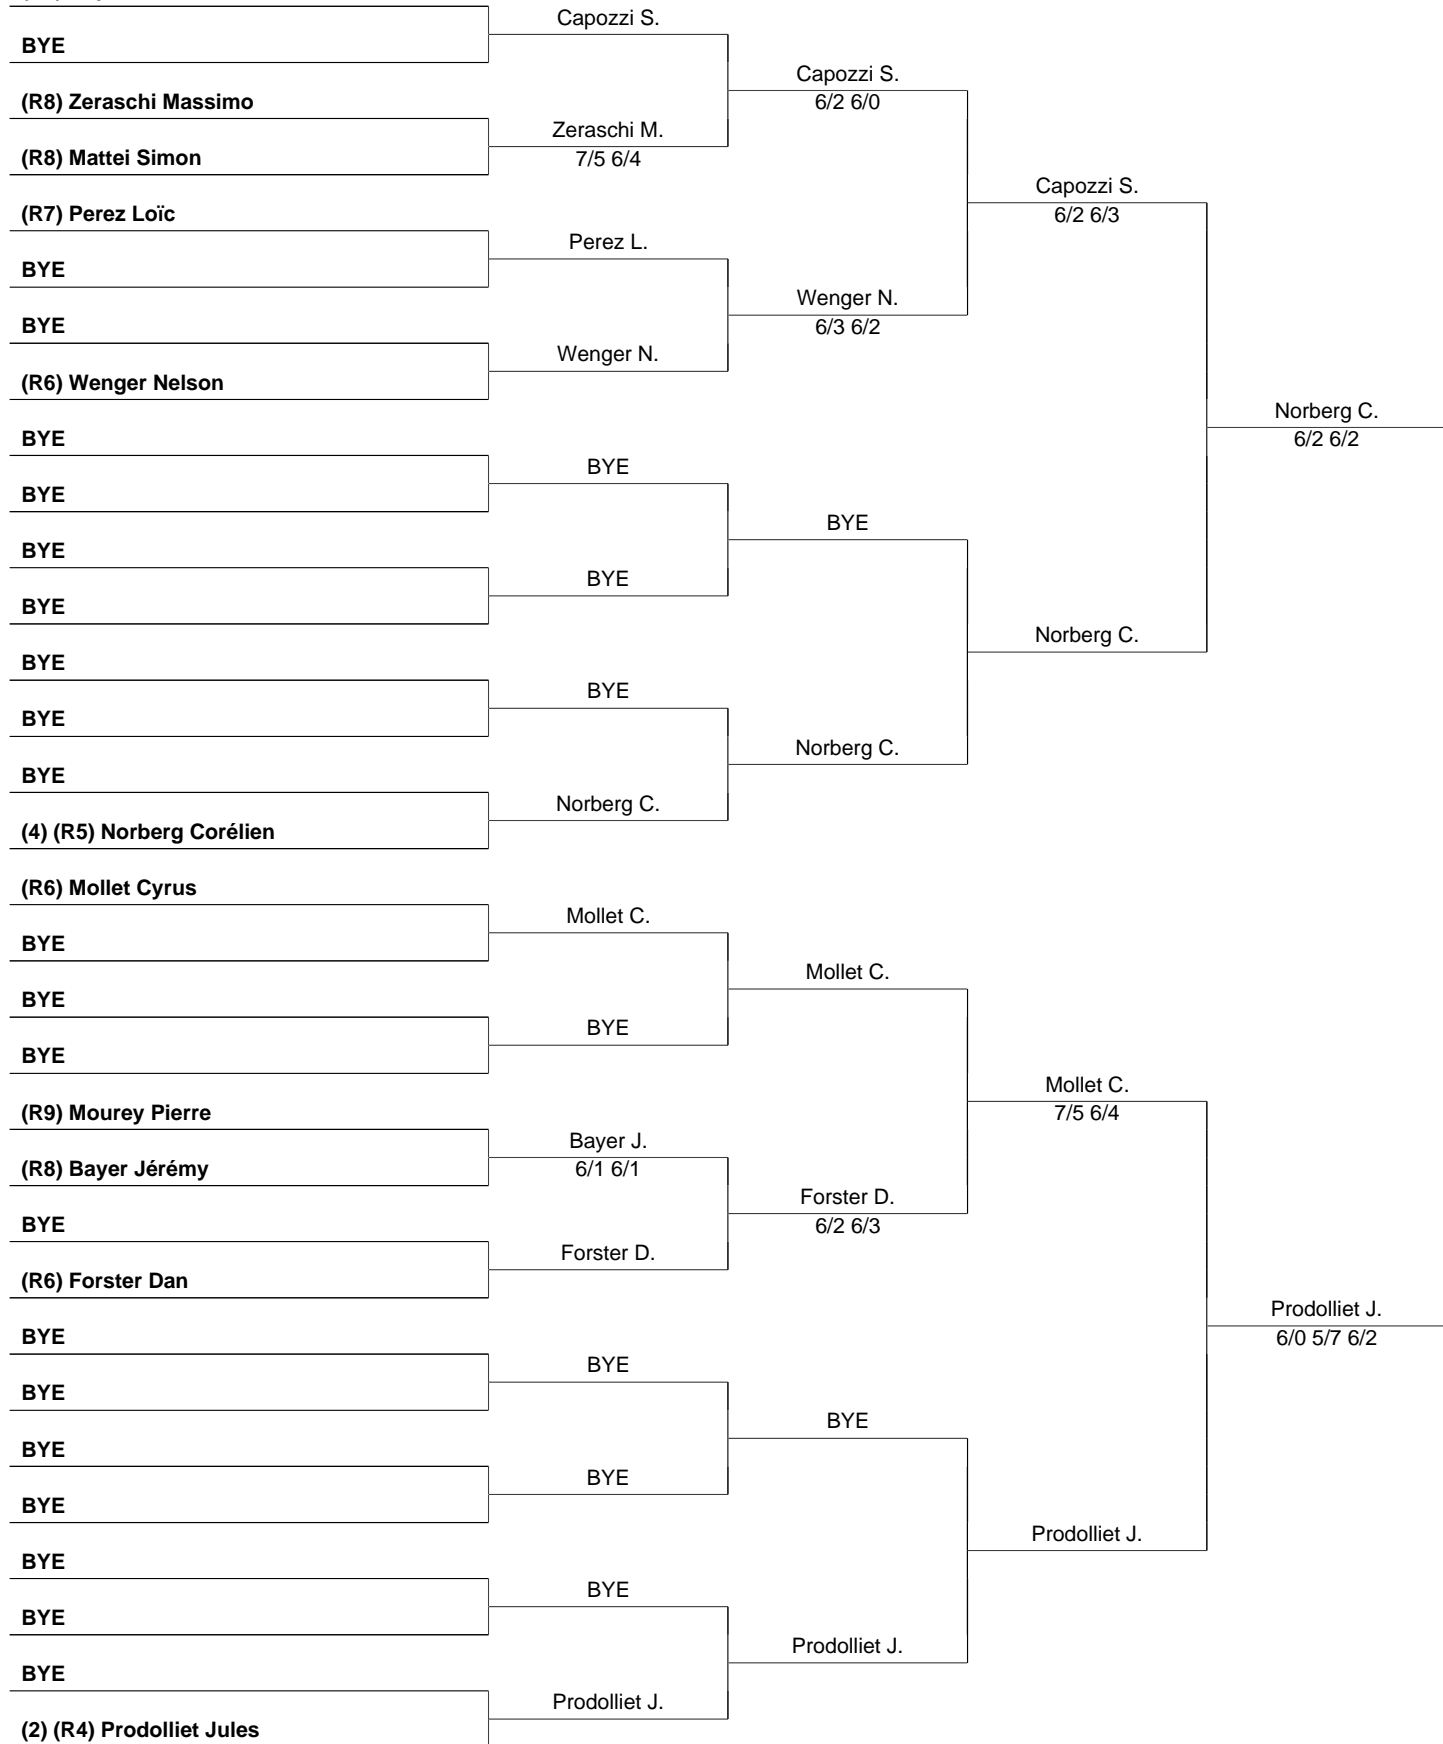 BYE
(R8) Zeraschi Massimo
(R8) Mattei Simon
(R7) Perez Loïc
BYE
BYE
(R6) Wenger Nelson
BYE
BYE
BYE
BYE
BYE
BYE
BYE
(4) (R5) Norberg Corélien
(R6) Mollet Cyrus
BYE
BYE
BYE
(R9) Mourey Pierre
(R8) Bayer Jérémy
BYE
(R6) Forster Dan
BYE
BYE
BYE
BYE
BYE
BYE
BYE
(2) (R4) Prodolliet Jules
Capozzi S.
Zeraschi M.
7/5 6/4
Perez L.
Wenger N.
BYE
BYE
BYE
Norberg C.
Mollet C.
BYE
Bayer J.
6/1 6/1
Forster D.
BYE
BYE
BYE
Prodolliet J.
Capozzi S.
6/2 6/0
Wenger N.
6/3 6/2
BYE
Norberg C.
Mollet C.
Forster D.
6/2 6/3
BYE
Prodolliet J.
Capozzi S.
6/2 6/3
Norberg C.
Mollet C.
7/5 6/4
Prodolliet J.
Norberg C.
6/2 6/2
Prodolliet J.
6/0 5/7 6/2